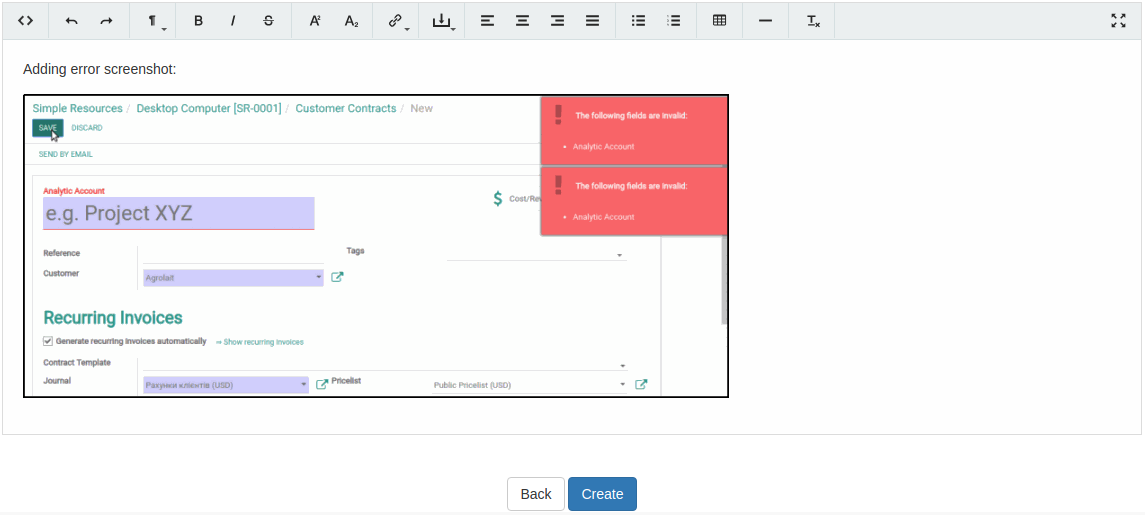 Adding error screenshot:
Simple Resources / Desktop Computer [SR-0001] / Customer Contracts / New
SAVE DISCARD
SEND BY EMAIL
The following fields are invalid:
Analytic Account
The following fields are invalid:
Analytic Account
Analytic Account
e.g. Project XYZ
$ Cost/Rev
Reference
Tags
Customer
Agrolait
Recurring Invoices
Generate recurring invoices automatically
⇒ Show recurring invoices
Contract Template
Journal
Рахунки клієнтів (USD)
Pricelist
Public Pricelist (USD)
Back Create